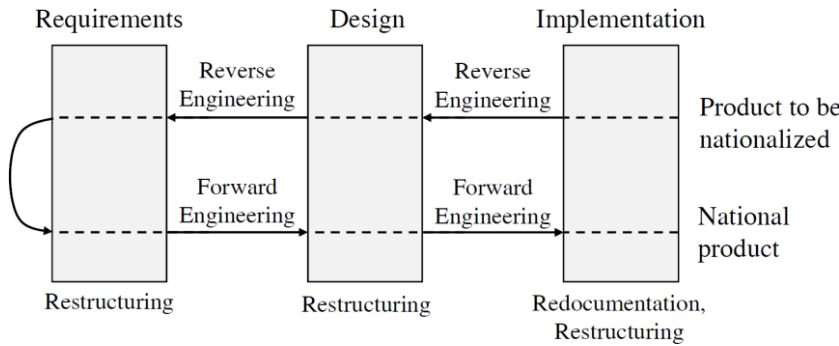 Requirements
Design
Implementation
Reverse
Engineering
Reverse
Engineering
Product to be
nationalized
Forward
Engineering
Forward
Engineering
National
product
Restructuring
Restructuring
Redocumentation,
Restructuring